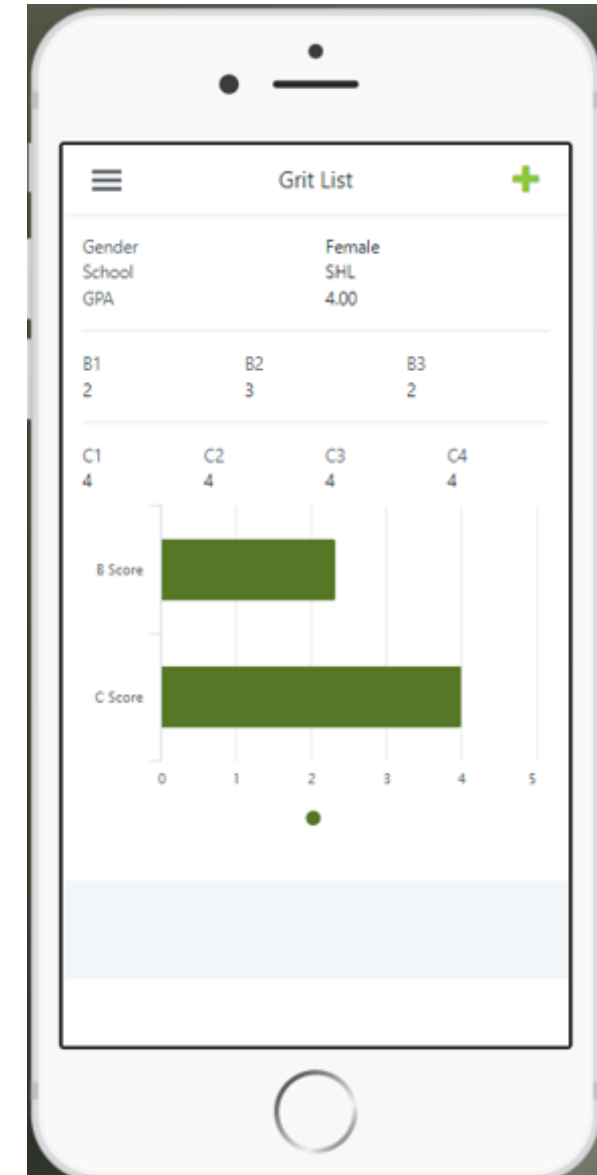 Grit List
Gender Female
School SHL
GPA 4.00
B1 B2 B3
2 3 2
C1 C2 C3 C4
4 4 4 4
B Score
C Score
0 1 2 3 4 5